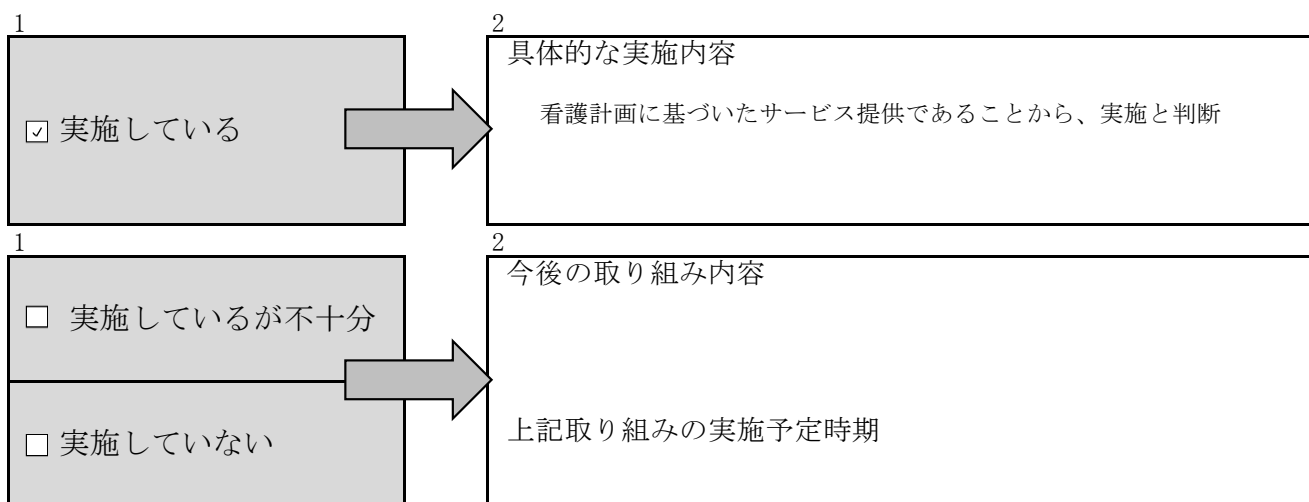 1
2
☑ 実施している
具体的な実施内容
看護計画に基づいたサービス提供であることから、実施と判断
1
2
☐ 実施しているが不十分
☐ 実施していない
今後の取り組み内容
上記取り組みの実施予定時期